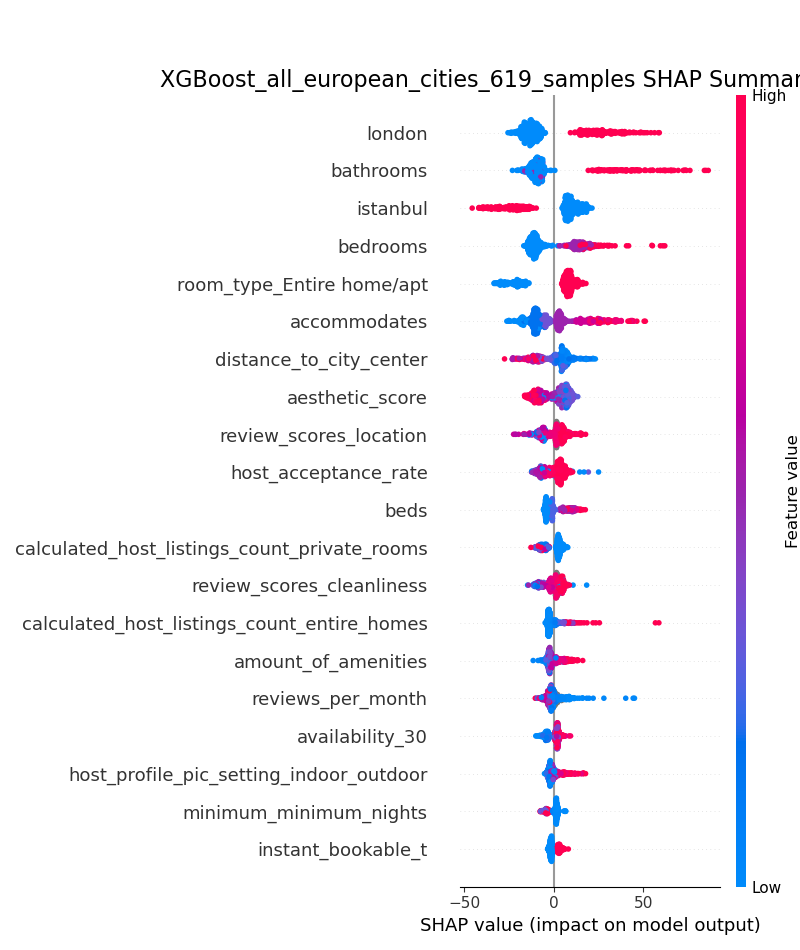 XGBoost_all_european_cities_619_samples SHAP Summar
High
london
bathrooms
istanbul
bedrooms
room_type_Entire home/apt
accommodates
distance_to_city_center
aesthetic_score
review_scores_location
host_acceptance_rate
beds
calculated_host_listings_count_private_rooms
review_scores_cleanliness
calculated_host_listings_count_entire_homes
amount_of_amenities
reviews_per_month
availability_30
host_profile_pic_setting_indoor_outdoor
minimum_minimum_nights
instant_bookable_t
Feature value
Low
−50 0 50
SHAP value (impact on model output)